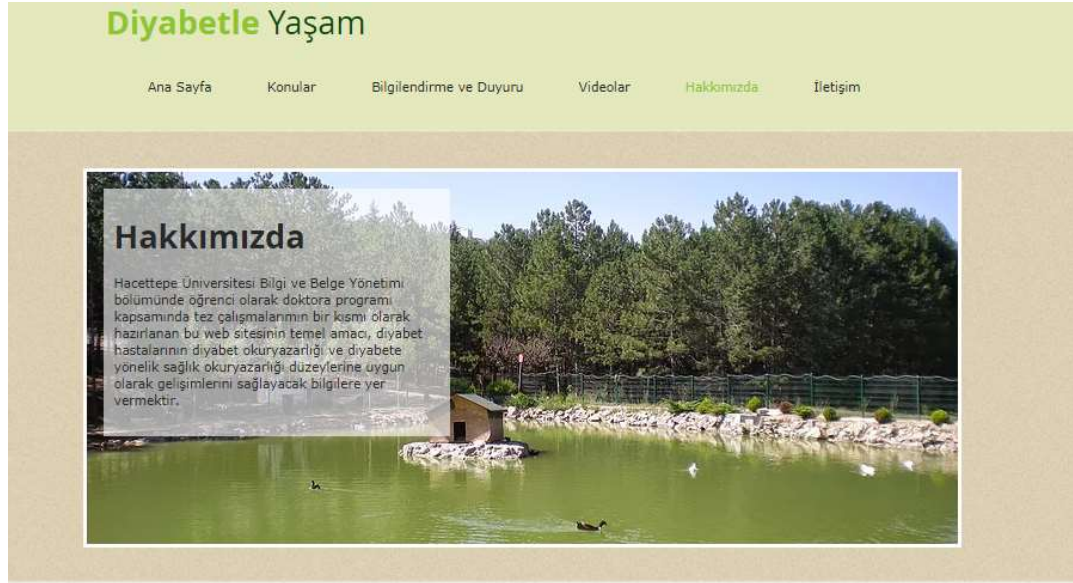 Diyabetle Yaşam
Ana Sayfa Konular Bilgilendirme ve Duyuru Videolar Hakkımızda İletişim
Hakkımızda
Hacettepe Üniversitesi Bilgi ve Belge Yönetimi
bölümünde öğrenci olarak doktora programı
kapsamında tez çalışmalarımın bir kısmı olarak
hazırlanan bu web sitesinin temel amacı, diyabet
hastalarının diyabet okuryazarlığı ve diyabete
yönelik sağlık okuryazarlığı düzeylerine uygun
olarak gelişimlerini sağlayacak bilgilere yer
vermektir.